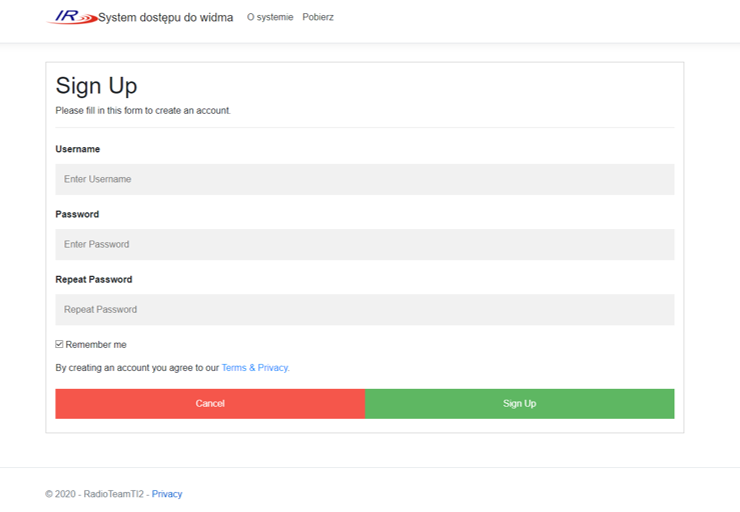 IR System dostępu do widma O systemie Pobierz
Sign Up
Please fill in this form to create an account.
Username
Enter Username
Password
Enter Password
Repeat Password
Repeat Password
Remember me
By creating an account you agree to our Terms & Privacy.
Cancel Sign Up
© 2020 - RadioTeamTI2 - Privacy